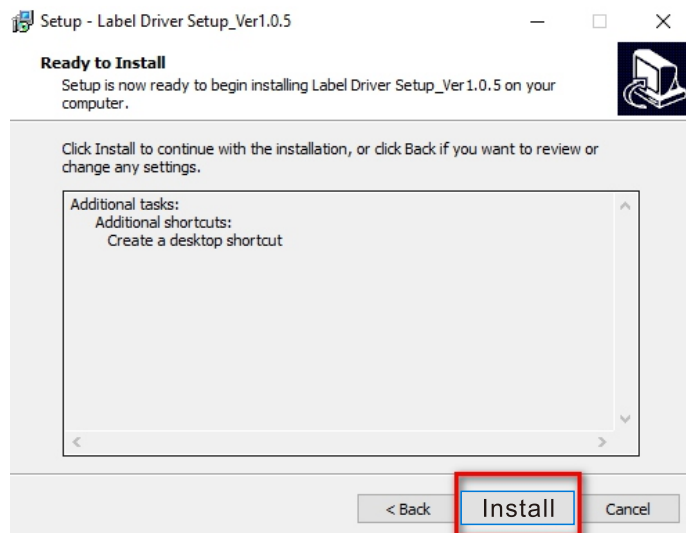 Setup - Label Driver Setup_Ver1.0.5
Ready to Install
Setup is now ready to begin installing Label Driver Setup_Ver1.0.5 on your
computer.
Click Install to continue with the installation, or click Back if you want to review or
change any settings.
Additional tasks:
Additional shortcuts:
Create a desktop shortcut
< Back
Install
Cancel